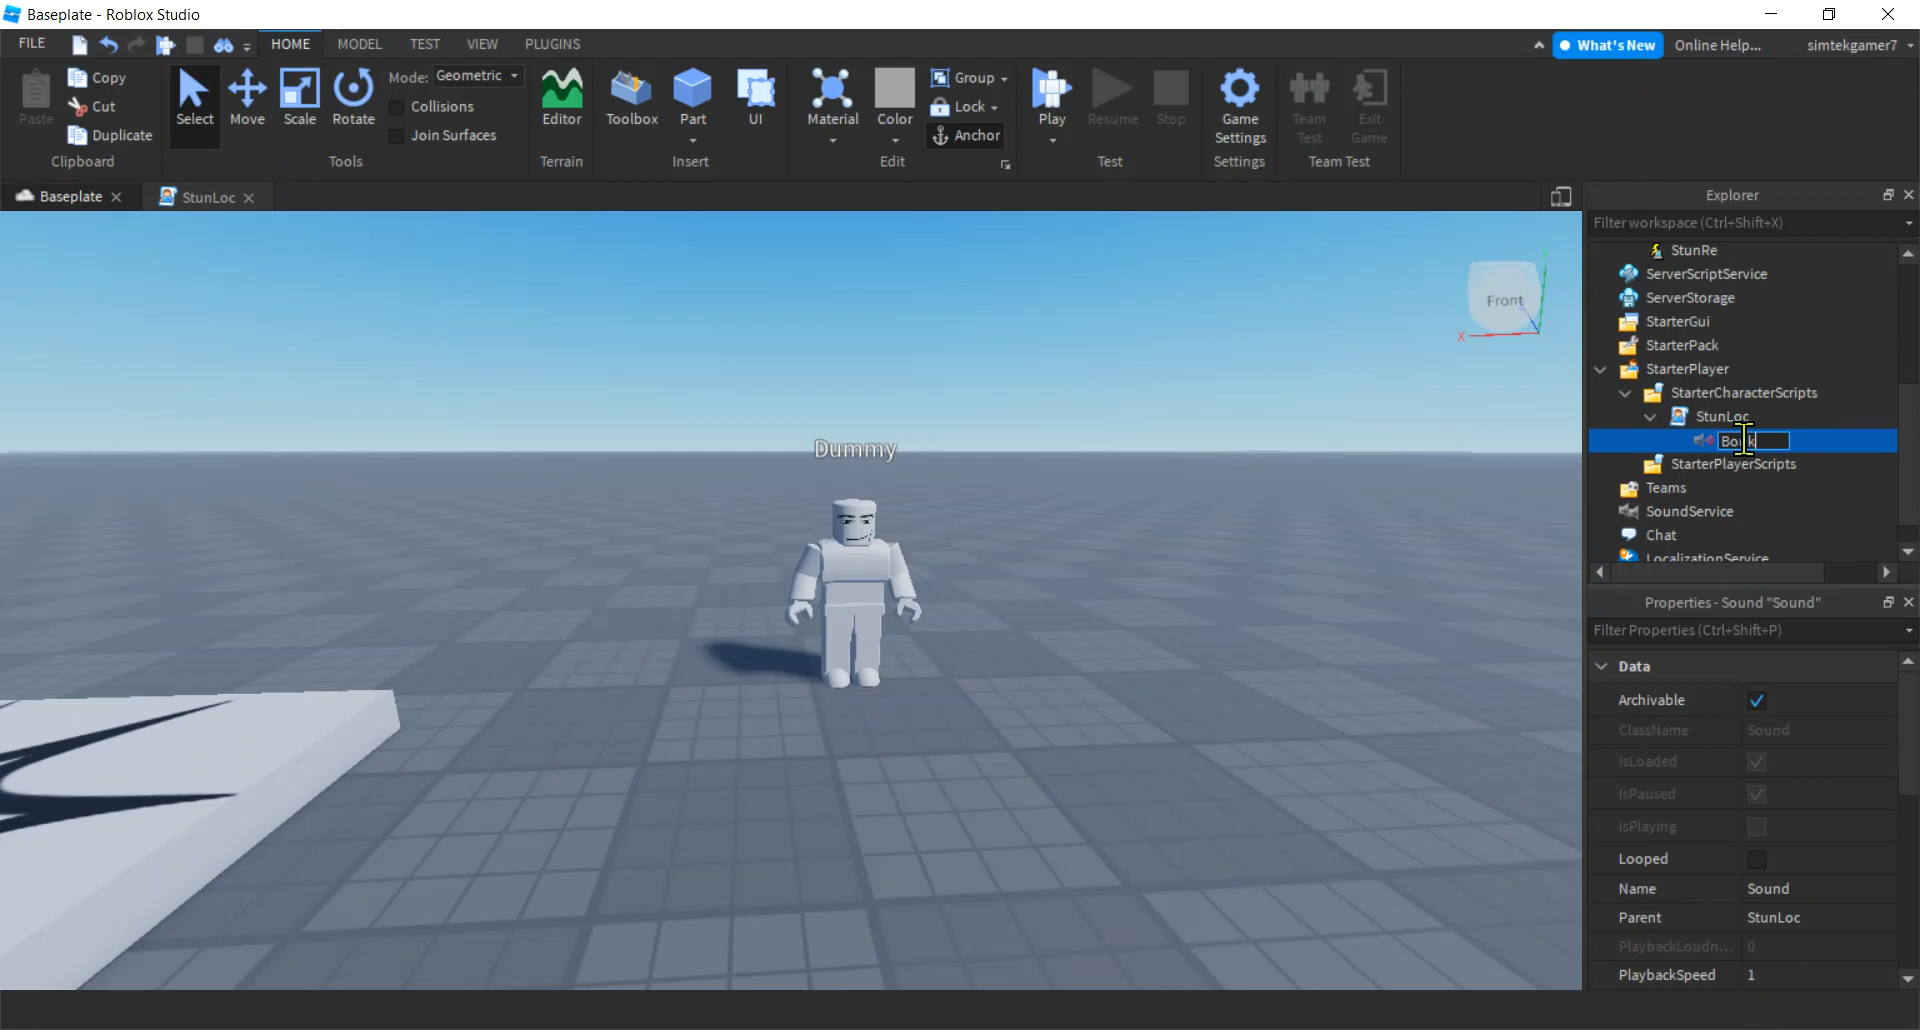 Baseplate - Roblox Studio
FILE
HOME
MODEL
TEST
VIEW
PLUGINS
What's New
Online Help...
simtekgamer7
Paste
Copy
Cut
Duplicate
Clipboard
Select
Move
Scale
Rotate
Mode: Geometric
Collisions
Join Surfaces
Tools
Editor
Terrain
Toolbox
Part
UI
Insert
Material
Color
Group
Lock
Anchor
Edit
Play
Resume
Stop
Test
Game Settings
Settings
Team Test
Exit Game
Team Test
Baseplate
StunLoc
Dummy
Front
X
Explorer
Filter workspace (Ctrl+Shift+X)
StunRe
ServerScriptService
ServerStorage
StarterGui
StarterPack
StarterPlayer
StarterCharacterScripts
StunLoc
StarterPlayerScripts
Teams
SoundService
Chat
LocalizationService
Properties - Sound "Sound"
Filter Properties (Ctrl+Shift+P)
Data
Archivable
ClassName Sound
IsLoaded
IsPaused
IsPlaying
Looped
Name Sound
Parent StunLoc
PlaybackLoudn... 0
PlaybackSpeed 1